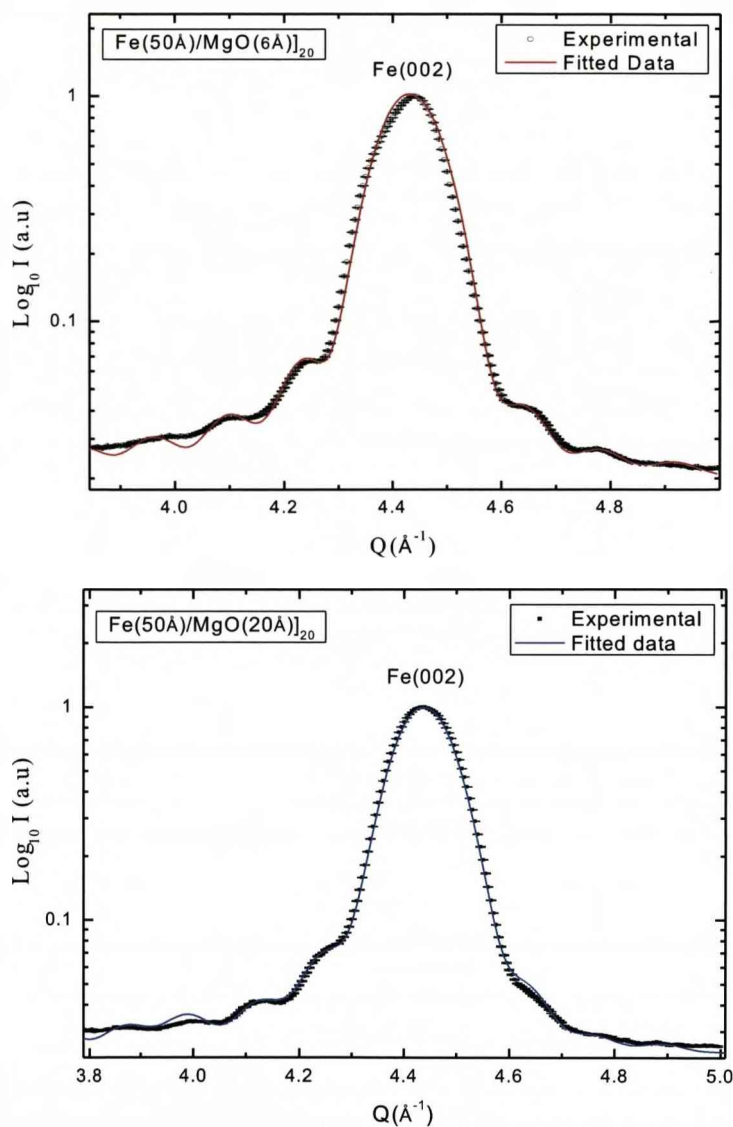 Fe(50Å)/MgO(6Å)]20
Experimental
Fitted Data
Fe(002)
1
0.1
Log10 I (a.u)
4.0
4.2
4.4
4.6
4.8
Q(Å-1)
Fe(50Å)/MgO(20Å)]20
Experimental
Fitted data
Fe(002)
1
0.1
Log10 I (a.u)
3.8
4.0
4.2
4.4
4.6
4.8
5.0
Q(Å-1)